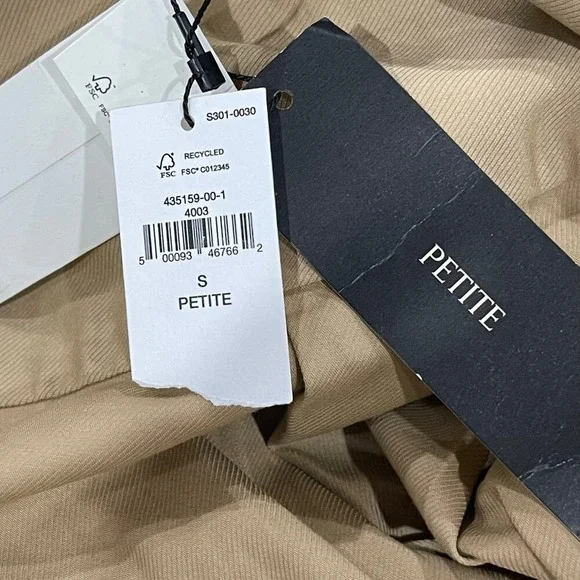 FSC
S301-0030
RECYCLED
FSC
FSC® C012345
435159-00-1
4003
5 00093 46766 2
S
PETITE
PETITE